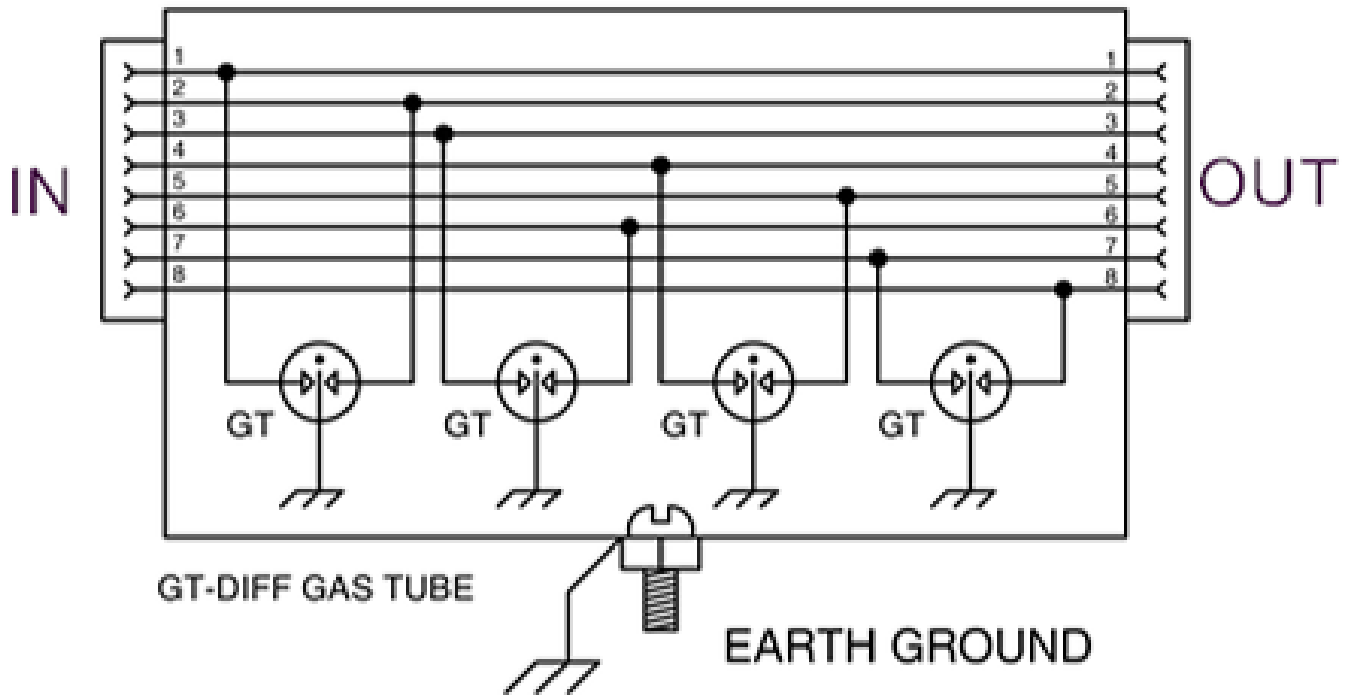 1 1
2 2
3 3
4 4
5 5
6 6
7 7
8 8
IN OUT
GT GT GT GT
GT-DIFF GAS TUBE
EARTH GROUND